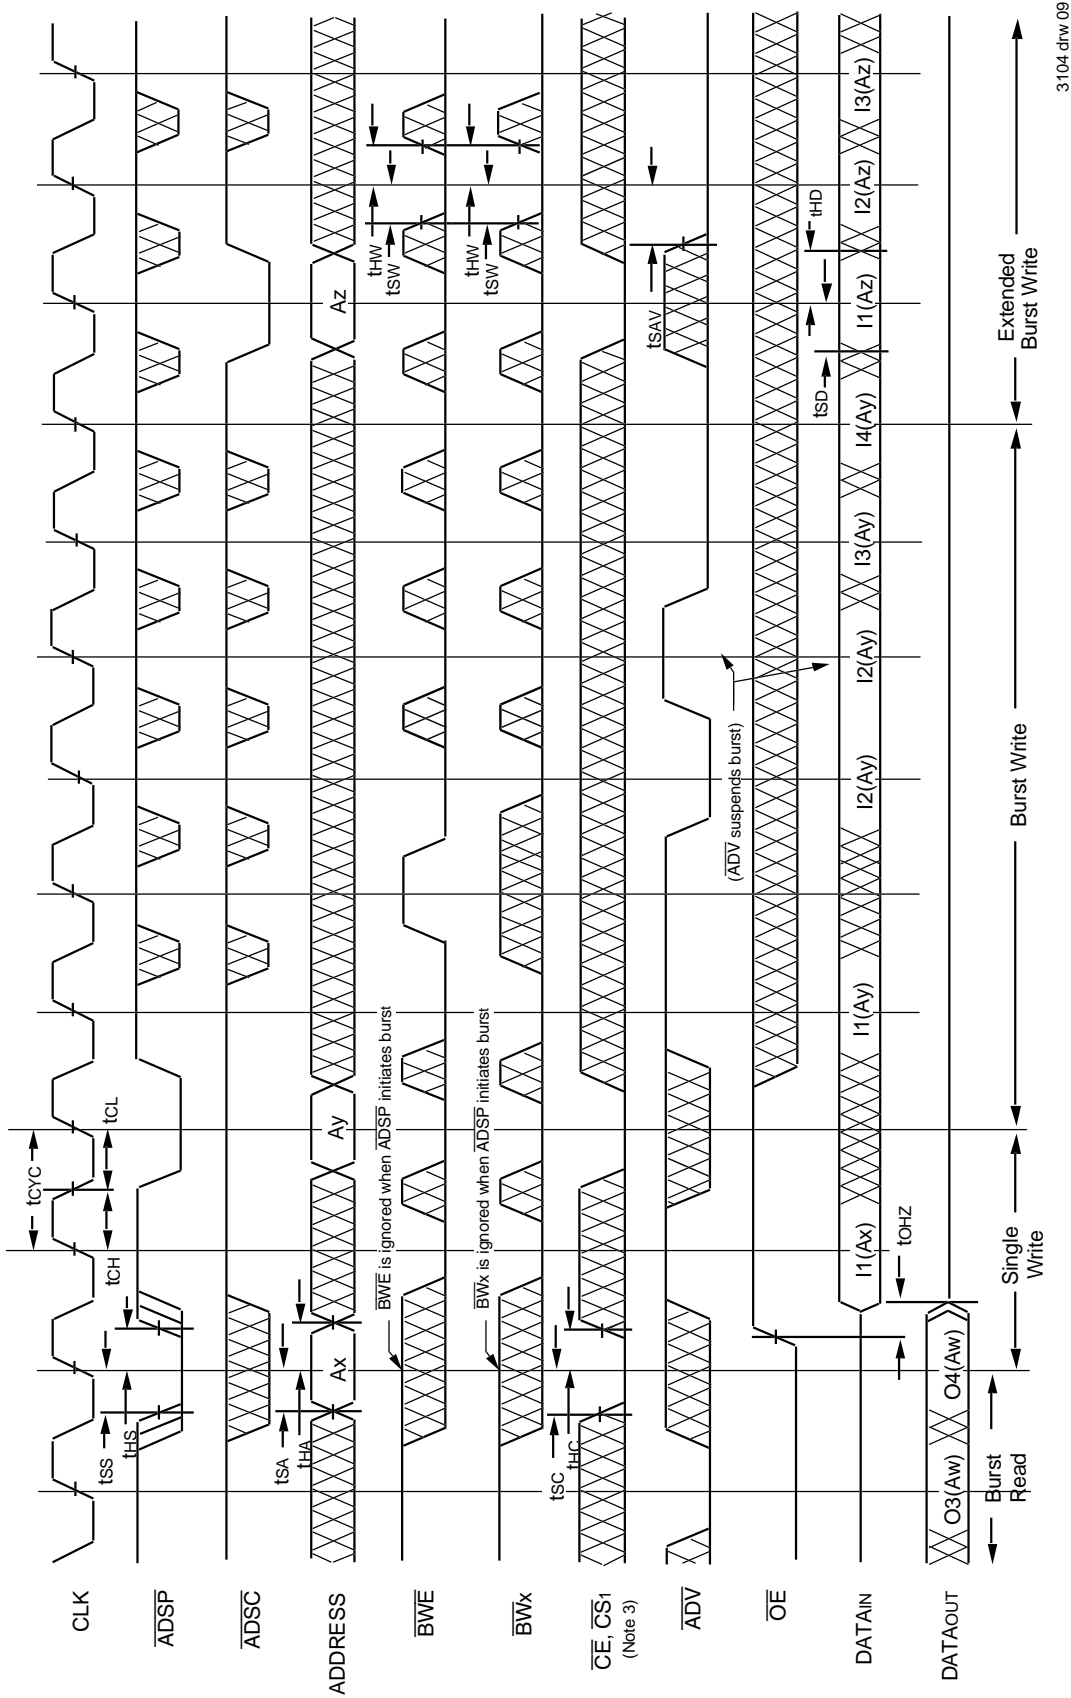 CLK
ADSP
ADSC
ADDRESS
BWE
BWx
CE, CS1
(Note 3)
ADV
OE
DATAIN
DATAOUT
tCYC
tCH
tCL
tSS
tHS
tSA
tHA
Ax
Ay
Az
BWE is ignored when ADSP initiates burst
BWx is ignored when ADSP initiates burst
tHW
tSW
tHW
tSW
tSC
tHC
tSAV
(ADV suspends burst)
tSD
tHD
I1(Ax)
I1(Ay)
I2(Ay)
I2(Ay)
I3(Ay)
I4(Ay)
I1(Az)
I2(Az)
I3(Az)
tOHZ
O3(Aw)
O4(Aw)
Burst
Read
Single
Write
Burst Write
Extended
Burst Write
3104 drw 09